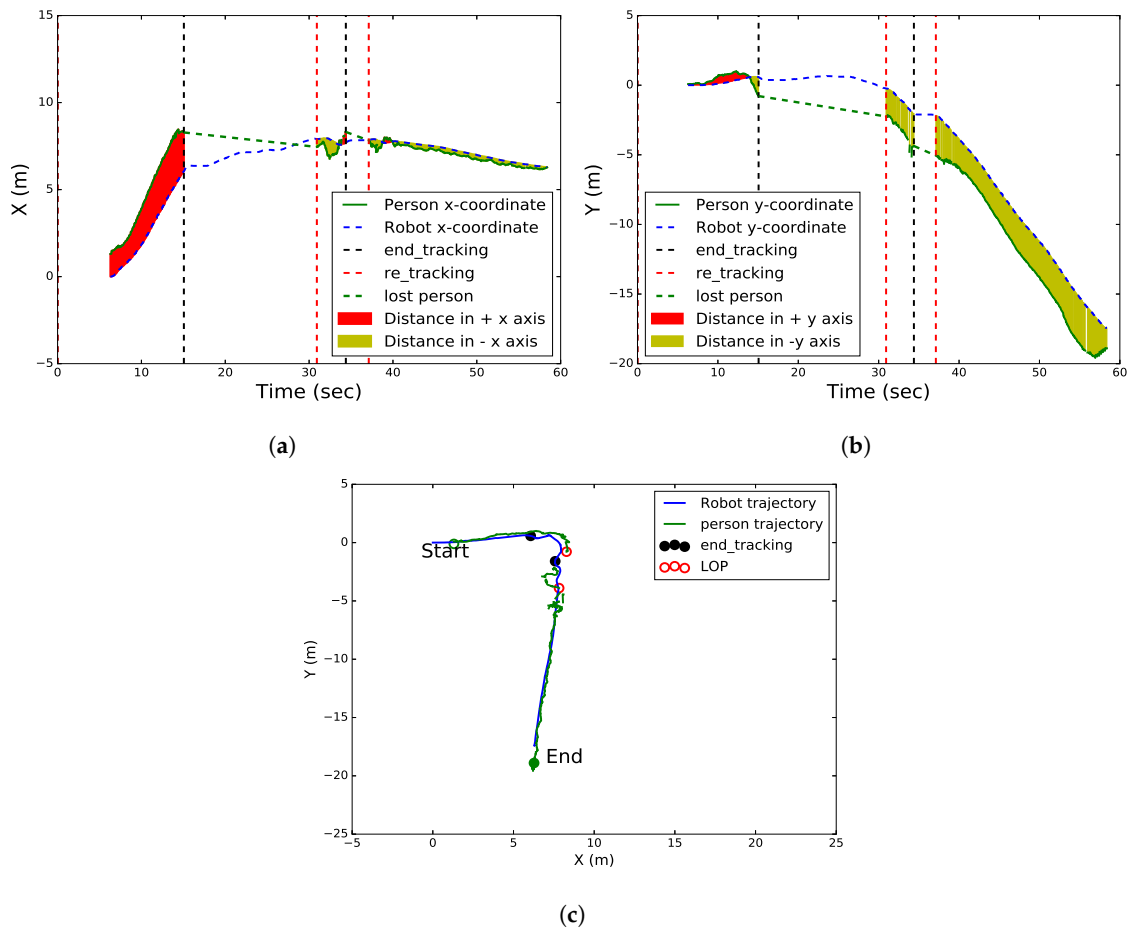 15
10
5
0
−5
X (m)
0
10
20
30
40
50
60
Time (sec)
Person x-coordinate
Robot x-coordinate
end_tracking
re_tracking
lost person
Distance in + x axis
Distance in - x axis
(a)
5
0
−5
−10
−15
−20
Y (m)
0
10
20
30
40
50
60
Time (sec)
Person y-coordinate
Robot y-coordinate
end_tracking
re_tracking
lost person
Distance in + y axis
Distance in -y axis
(b)
5
0
−5
−10
−15
−20
−25
Y (m)
−5
0
5
10
15
20
25
X (m)
Start
End
Robot trajectory
person trajectory
end_tracking
LOP
(c)